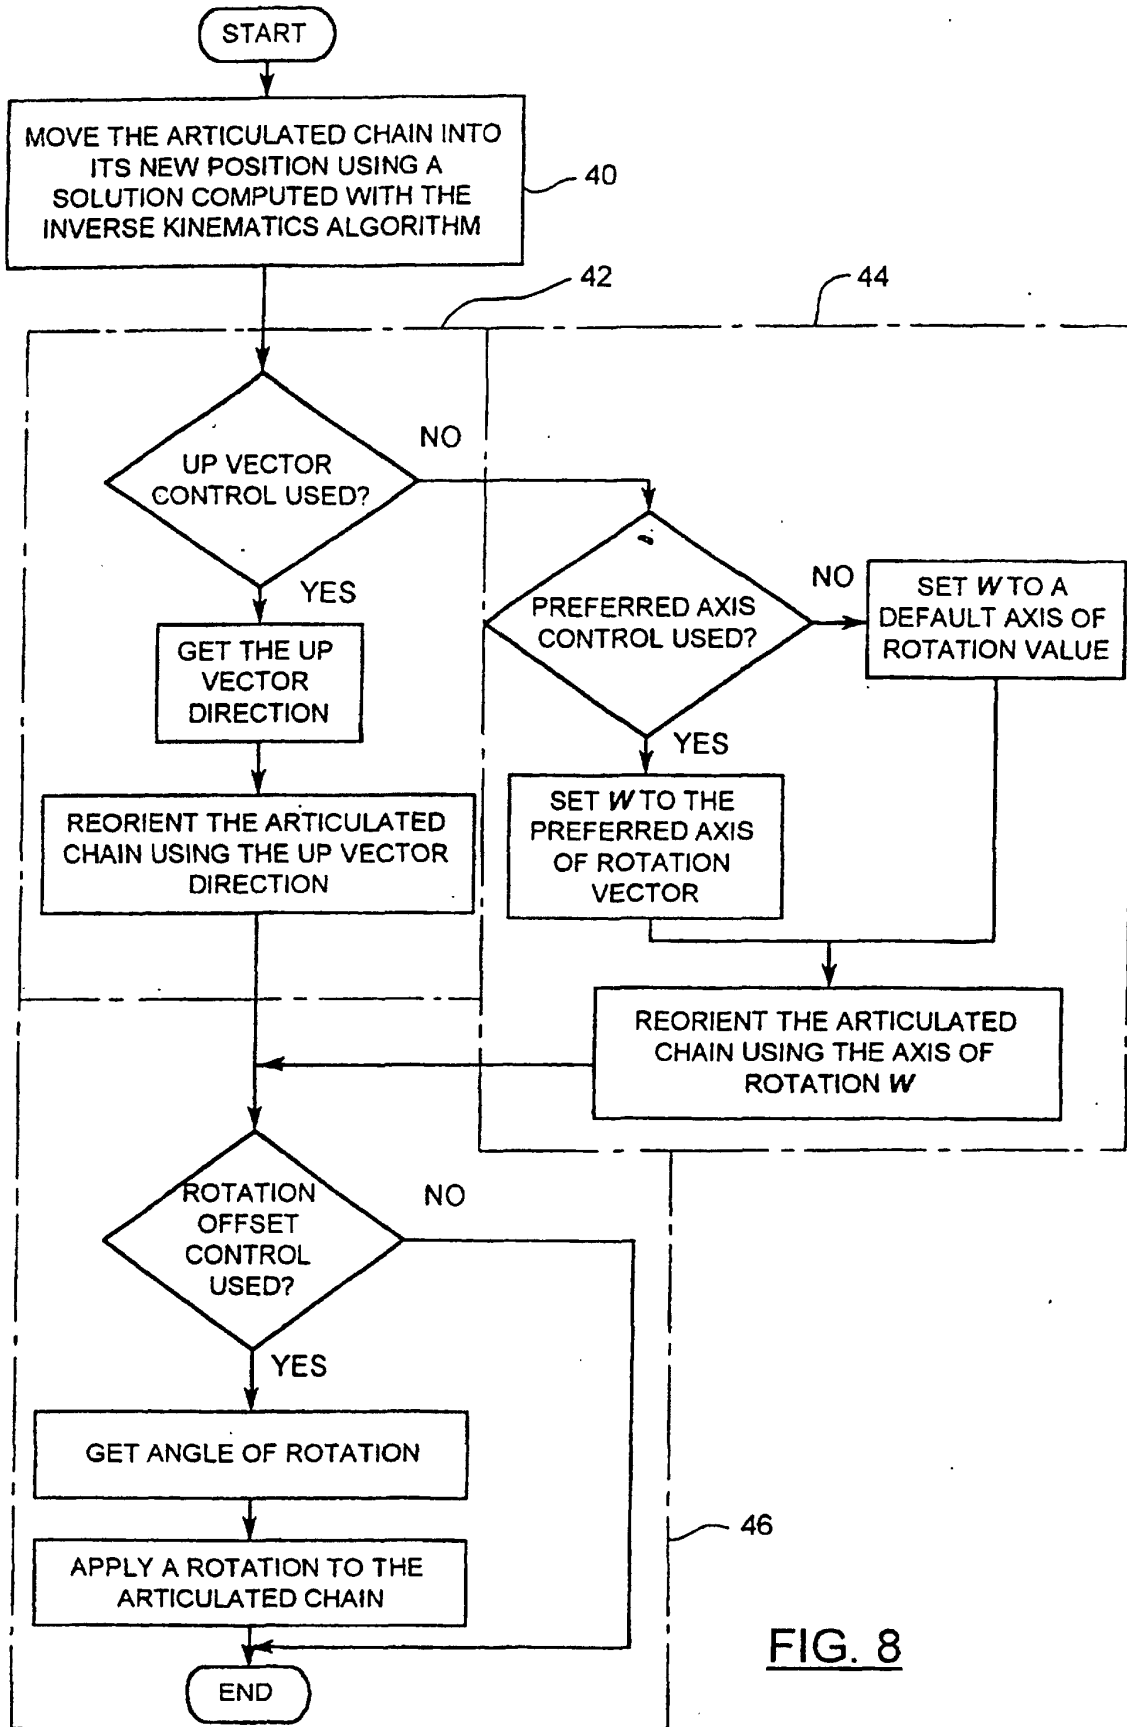 START
MOVE THE ARTICULATED CHAIN INTO
ITS NEW POSITION USING A
SOLUTION COMPUTED WITH THE
INVERSE KINEMATICS ALGORITHM
40
42
44
UP VECTOR
CONTROL USED?
NO
YES
GET THE UP
VECTOR
DIRECTION
REORIENT THE ARTICULATED
CHAIN USING THE UP VECTOR
DIRECTION
PREFERRED AXIS
CONTROL USED?
NO
SET W TO A
DEFAULT AXIS OF
ROTATION VALUE
YES
SET W TO THE
PREFERRED AXIS
OF ROTATION
VECTOR
REORIENT THE ARTICULATED
CHAIN USING THE AXIS OF
ROTATION W
ROTATION
OFFSET
CONTROL
USED?
NO
YES
GET ANGLE OF ROTATION
APPLY A ROTATION TO THE
ARTICULATED CHAIN
46
END
FIG. 8